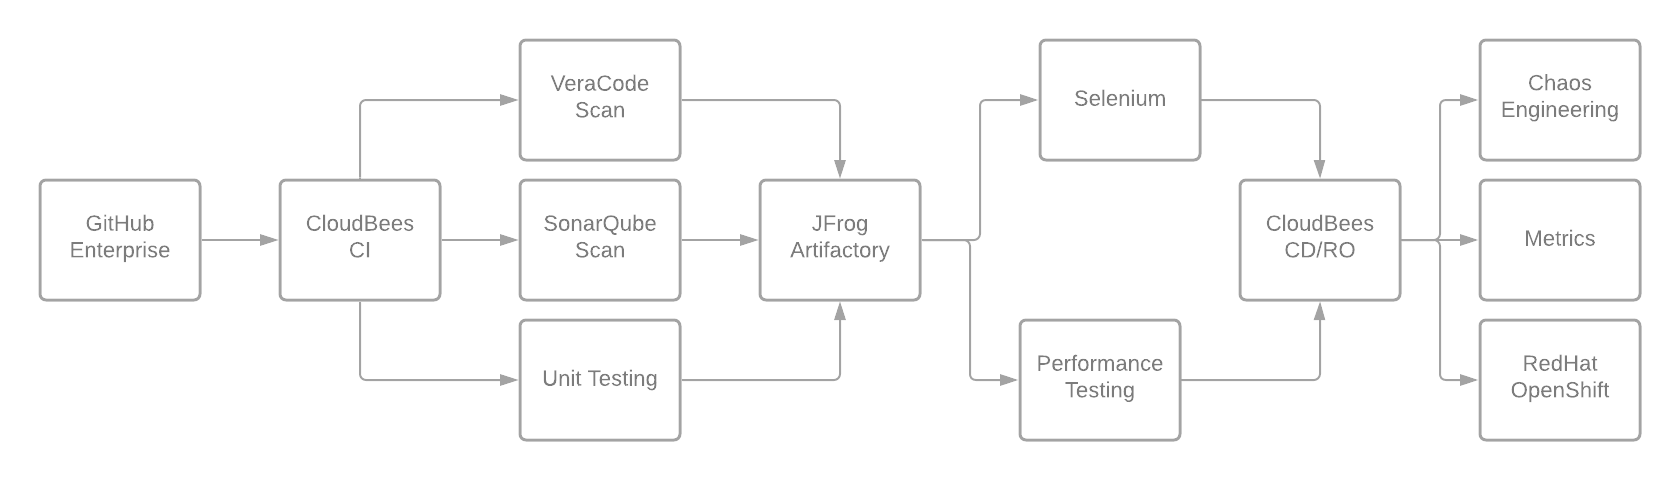 GitHub
Enterprise
CloudBees
CI
VeraCode
Scan
SonarQube
Scan
Unit Testing
JFrog
Artifactory
Selenium
Performance
Testing
CloudBees
CD/RO
Chaos
Engineering
Metrics
RedHat
OpenShift